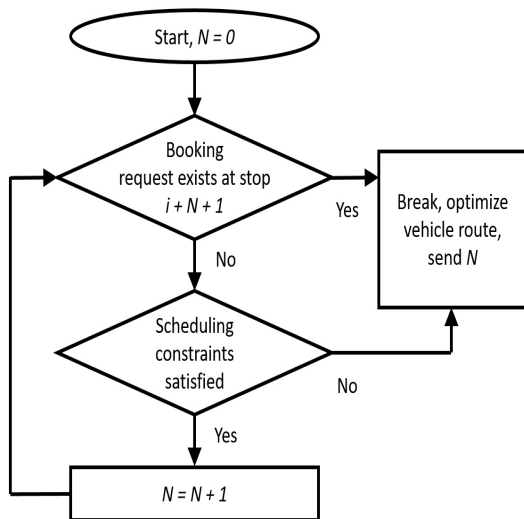 Start, N = 0
Booking
request exists at stop
i + N + 1
Yes
Break, optimize
vehicle route,
send N
No
Scheduling
constraints
satisfied
No
Yes
N = N + 1